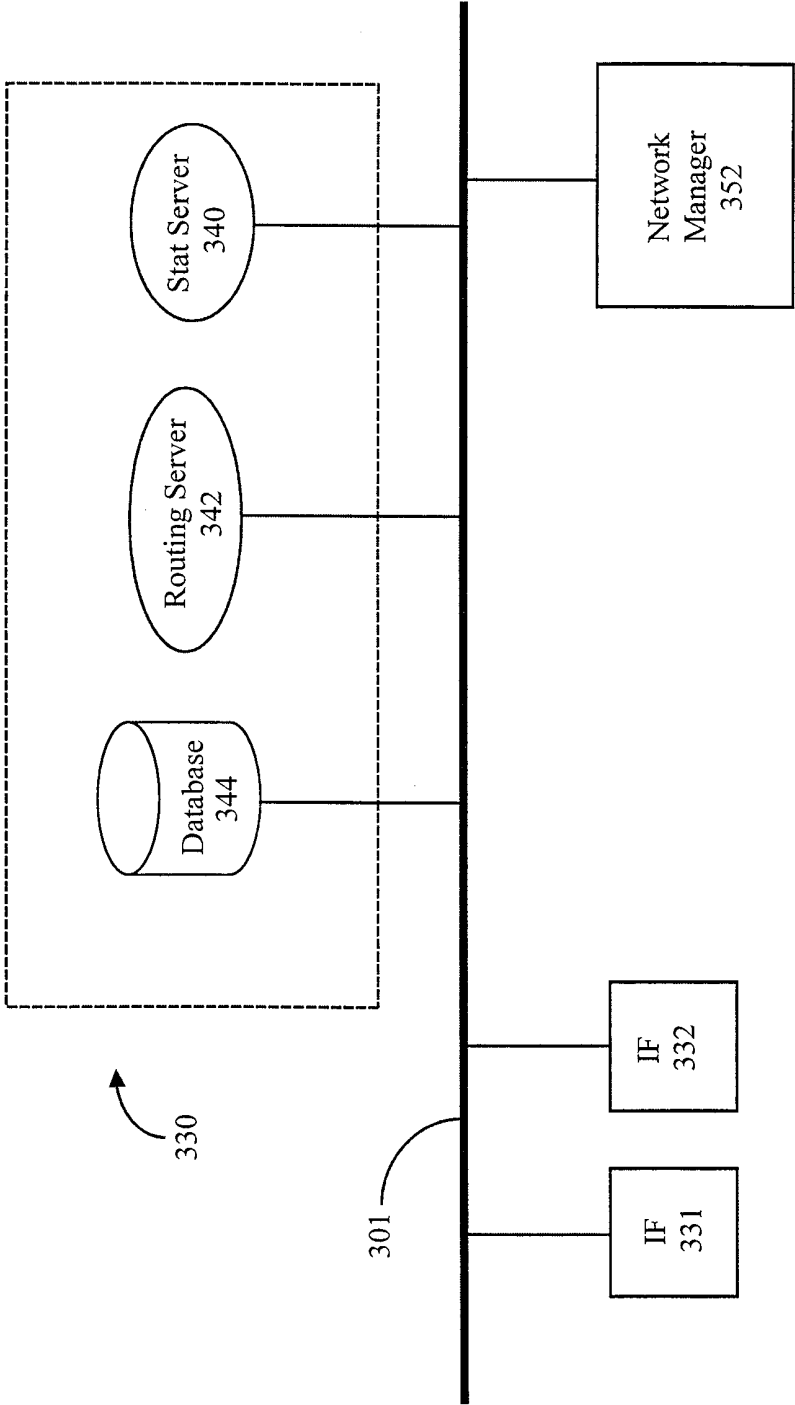 330
Database
344
Routing Server
342
Stat Server
340
301
IF
331
IF
332
Network
Manager
352